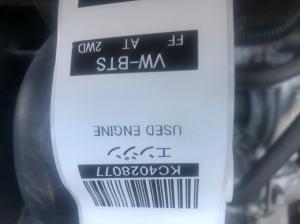 KC4028077
エンジン
USED ENGINE
VW-BTS
FF AT 2WD